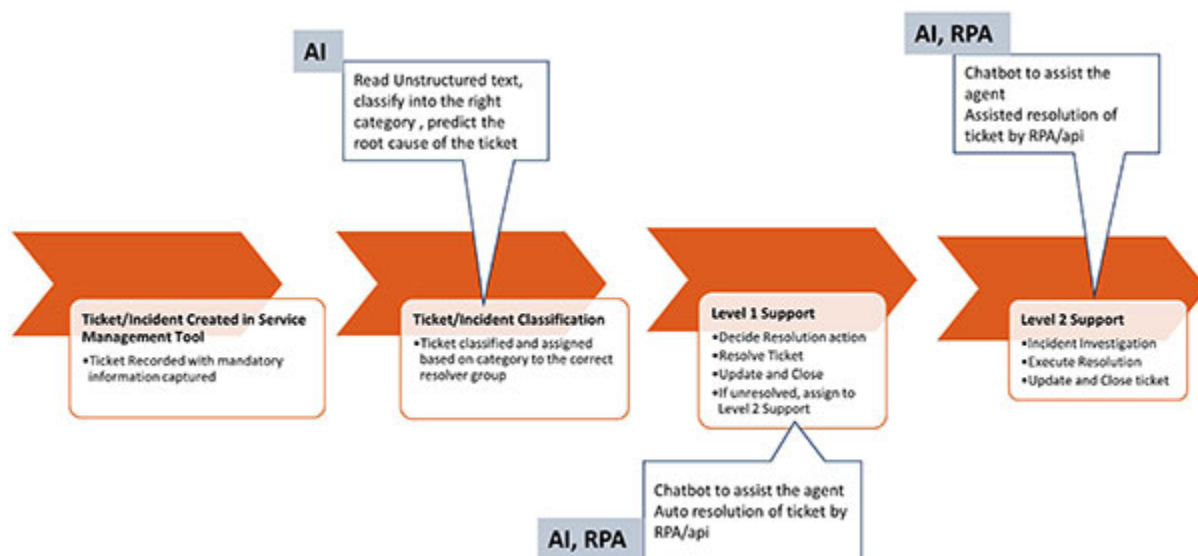 AI
Read Unstructured text,
classify into the right
category , predict the
root cause of the ticket
AI, RPA
Chatbot to assist the
agent
Assisted resolution of
ticket by RPA/api
Ticket/Incident Created in Service
Management Tool
•Ticket Recorded with mandatory
information captured
Ticket/Incident Classification
•Ticket classified and assigned
based on category to the correct
resolver group
Level 1 Support
•Decide Resolution action
•Resolve Ticket
•Update and Close
•If unresolved, assign to
Level 2 Support
Level 2 Support
•Incident Investigation
•Execute Resolution
•Update and Close ticket
AI, RPA
Chatbot to assist the agent
Auto resolution of ticket by
RPA/api